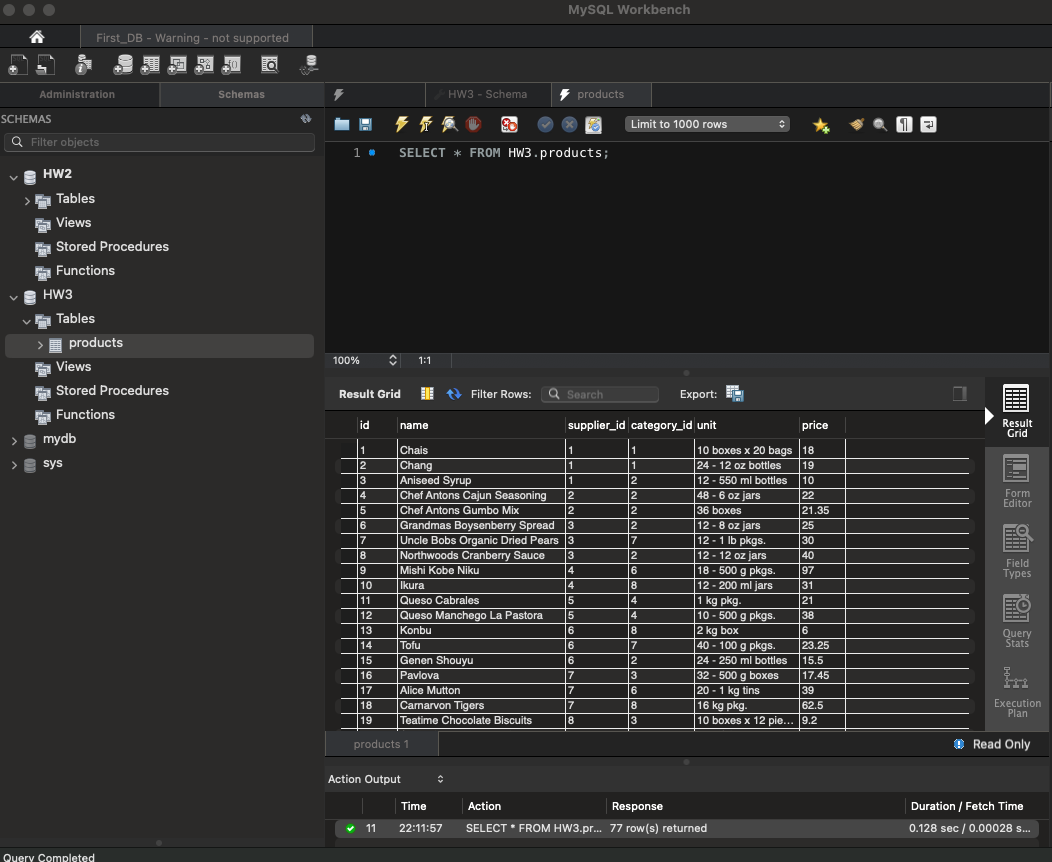 MySQL Workbench
First_DB - Warning - not supported
Administration
Schemas
HW3 - Schema
products
SCHEMAS
Filter objects
HW2
Tables
Views
Stored Procedures
Functions
HW3
Tables
products
Views
Stored Procedures
Functions
mydb
sys
Limit to 1000 rows
1 SELECT * FROM HW3.products;
100% 1:1
Result Grid Filter Rows: Search Export:
id name supplier_id category_id unit price
1 Chais 1 1 10 boxes x 20 bags 18
2 Chang 1 1 24 - 12 oz bottles 19
3 Aniseed Syrup 1 2 12 - 550 ml bottles 10
4 Chef Antons Cajun Seasoning 2 2 48 - 6 oz jars 22
5 Chef Antons Gumbo Mix 2 2 36 boxes 21.35
6 Grandmas Boysenberry Spread 3 2 12 - 8 oz jars 25
7 Uncle Bobs Organic Dried Pears 3 7 12 - 1 lb pkgs. 30
8 Northwoods Cranberry Sauce 3 2 12 - 12 oz jars 40
9 Mishi Kobe Niku 4 6 18 - 500 g pkgs. 97
10 Ikura 4 8 12 - 200 ml jars 31
11 Queso Cabrales 5 4 1 kg pkg. 21
12 Queso Manchego La Pastora 5 4 10 - 500 g pkgs. 38
13 Konbu 6 8 2 kg box 6
14 Tofu 6 7 40 - 100 g pkgs. 23.25
15 Genen Shouyu 6 2 24 - 250 ml bottles 15.5
16 Pavlova 7 3 32 - 500 g boxes 17.45
17 Alice Mutton 7 6 20 - 1 kg tins 39
18 Carnarvon Tigers 7 8 16 kg pkg. 62.5
19 Teatime Chocolate Biscuits 8 3 10 boxes x 12 pie... 9.2
Result
Grid
Form
Editor
Field
Types
Query
Stats
Execution
Plan
products 1
Read Only
Action Output
Time Action Response Duration / Fetch Time
11 22:11:57 SELECT * FROM HW3.pr... 77 row(s) returned 0.128 sec / 0.00028 s...
Query Completed